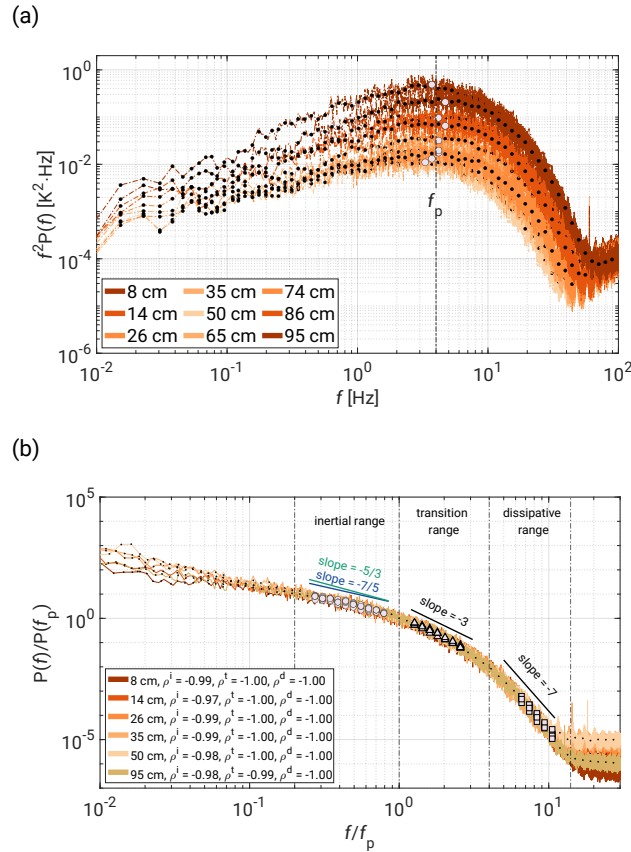 (a)
10^0
10^-2
10^-4
10^-6
f²P(f) [K²·Hz]
f_p
8 cm 35 cm 74 cm
14 cm 50 cm 86 cm
26 cm 65 cm 95 cm
10^-2 10^-1 10^0 10^1 10^2
f [Hz]
(b)
10^5
10^0
10^-5
P(f)/P(f_p)
inertial range
transition
range
dissipative
range
slope = -5/3
slope = -7/5
slope = -3
slope = -7
8 cm, ρ^i = -0.99, ρ^t = -1.00, ρ^d = -1.00
14 cm, ρ^i = -0.97, ρ^t = -1.00, ρ^d = -1.00
26 cm, ρ^i = -0.99, ρ^t = -1.00, ρ^d = -1.00
35 cm, ρ^i = -0.99, ρ^t = -1.00, ρ^d = -1.00
50 cm, ρ^i = -0.98, ρ^t = -1.00, ρ^d = -1.00
95 cm, ρ^i = -0.98, ρ^t = -0.99, ρ^d = -1.00
10^-2 10^-1 10^0 10^1
f/f_p